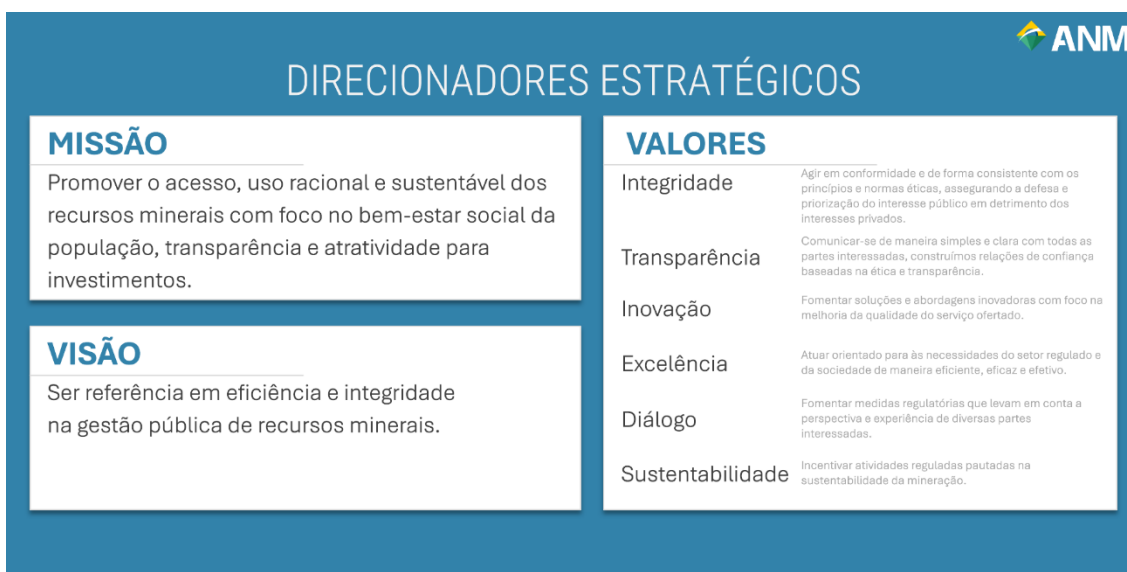 ANM
DIRECIONADORES ESTRATÉGICOS
MISSÃO
Promover o acesso, uso racional e sustentável dos
recursos minerais com foco no bem-estar social da
população, transparência e atratividade para
investimentos.
VISÃO
Ser referência em eficiência e integridade
na gestão pública de recursos minerais.
VALORES
Integridade
Agir em conformidade e de forma consistente com os
princípios e normas éticas, assegurando a defesa e
priorização do interesse público em detrimento dos
interesses privados.
Transparência
Comunicar-se de maneira simples e clara com todas as
partes interessadas, construímos relações de confiança
baseadas na ética e transparência.
Inovação
Fomentar soluções e abordagens inovadoras com foco na
melhoria da qualidade do serviço ofertado.
Excelência
Atuar orientado para às necessidades do setor regulado e
da sociedade de maneira eficiente, eficaz e efetivo.
Diálogo
Fomentar medidas regulatórias que levam em conta a
perspectiva e experiência de diversas partes
interessadas.
Sustentabilidade
Incentivar atividades reguladas pautadas na
sustentabilidade da mineração.